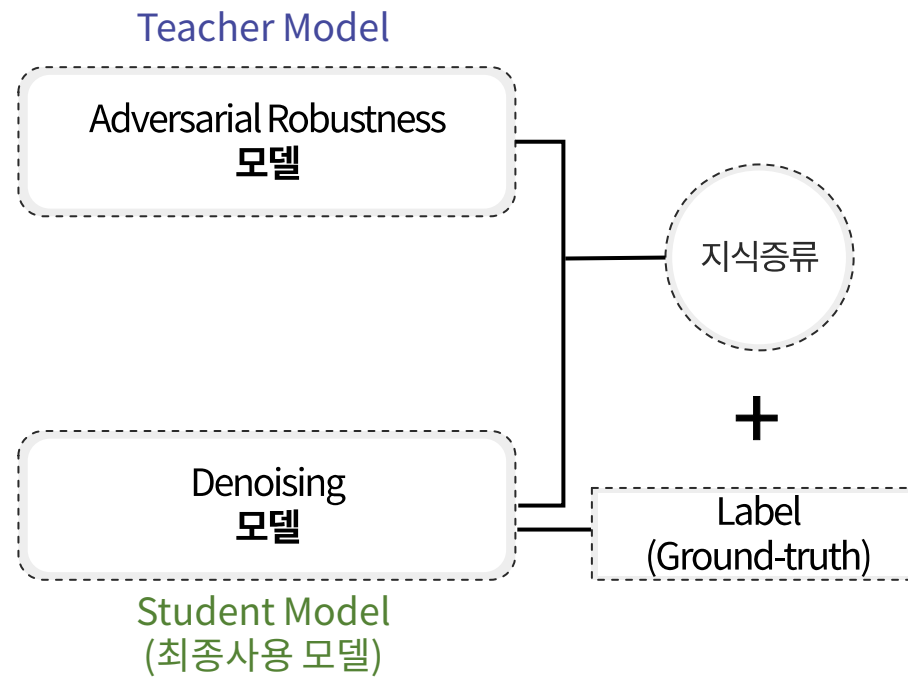 Teacher Model
Adversarial Robustness
모델
지식증류
+
Denoising
모델
Label
(Ground-truth)
Student Model
(최종사용 모델)